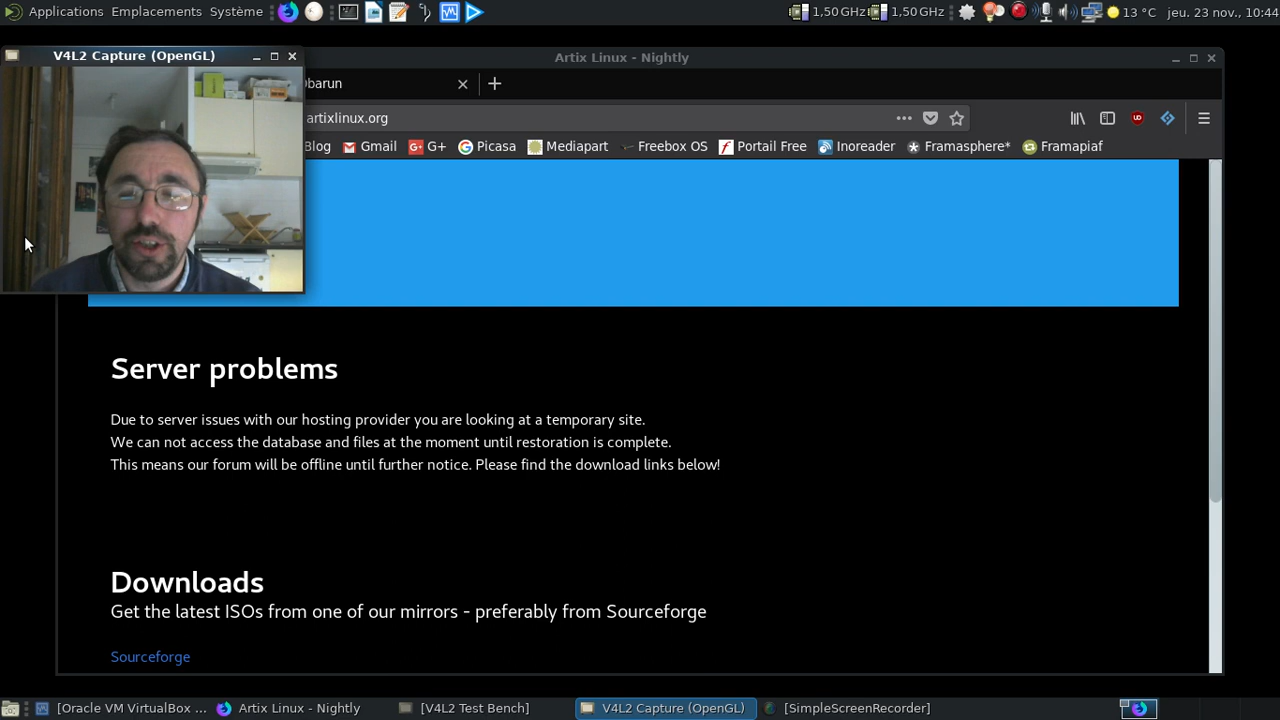 Applications Emplacements Système
1,50 GHz 1,50 GHz 13 °C jeu. 23 nov., 10:44
V4L2 Capture (OpenGL)
Artix Linux - Nightly
barun
artixlinux.org
Blog Gmail G+ Picasa Mediapart Freebox OS Portail Free Inoreader Framasphere* Framapiaf
Server problems
Due to server issues with our hosting provider you are looking at a temporary site.
We can not access the database and files at the moment until restoration is complete.
This means our forum will be offline until further notice. Please find the download links below!
Downloads
Get the latest ISOs from one of our mirrors - preferably from Sourceforge
Sourceforge
[Oracle VM VirtualBox ... Artix Linux - Nightly [V4L2 Test Bench] V4L2 Capture (OpenGL) [SimpleScreenRecorder]